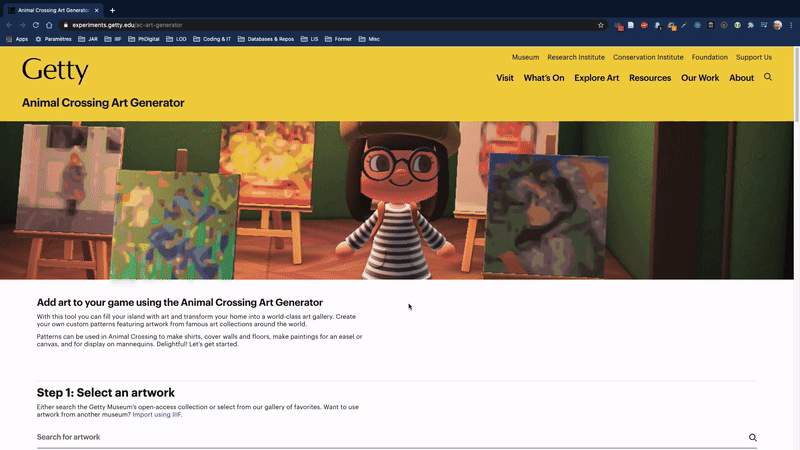 Animal Crossing Art Generator
experiments.getty.edu/ac-art-generator
Apps Paramètres JAR IIIF PhDigital LOD Coding & IT Databases & Repos LIS Former Misc
Museum Research Institute Conservation Institute Foundation Support Us
Getty
Visit What's On Explore Art Resources Our Work About
Animal Crossing Art Generator
Add art to your game using the Animal Crossing Art Generator
With this tool you can fill your island with art and transform your home into a world-class art gallery. Create
your own custom patterns featuring artwork from famous art collections around the world.
Patterns can be used in Animal Crossing to make shirts, cover walls and floors, make paintings for an easel or
canvas, and for display on mannequins. Delightful! Let's get started.
Step 1: Select an artwork
Either search the Getty Museum's open-access collection or select from our gallery of favorites. Want to use
artwork from another museum? Import using IIIF.
Search for artwork